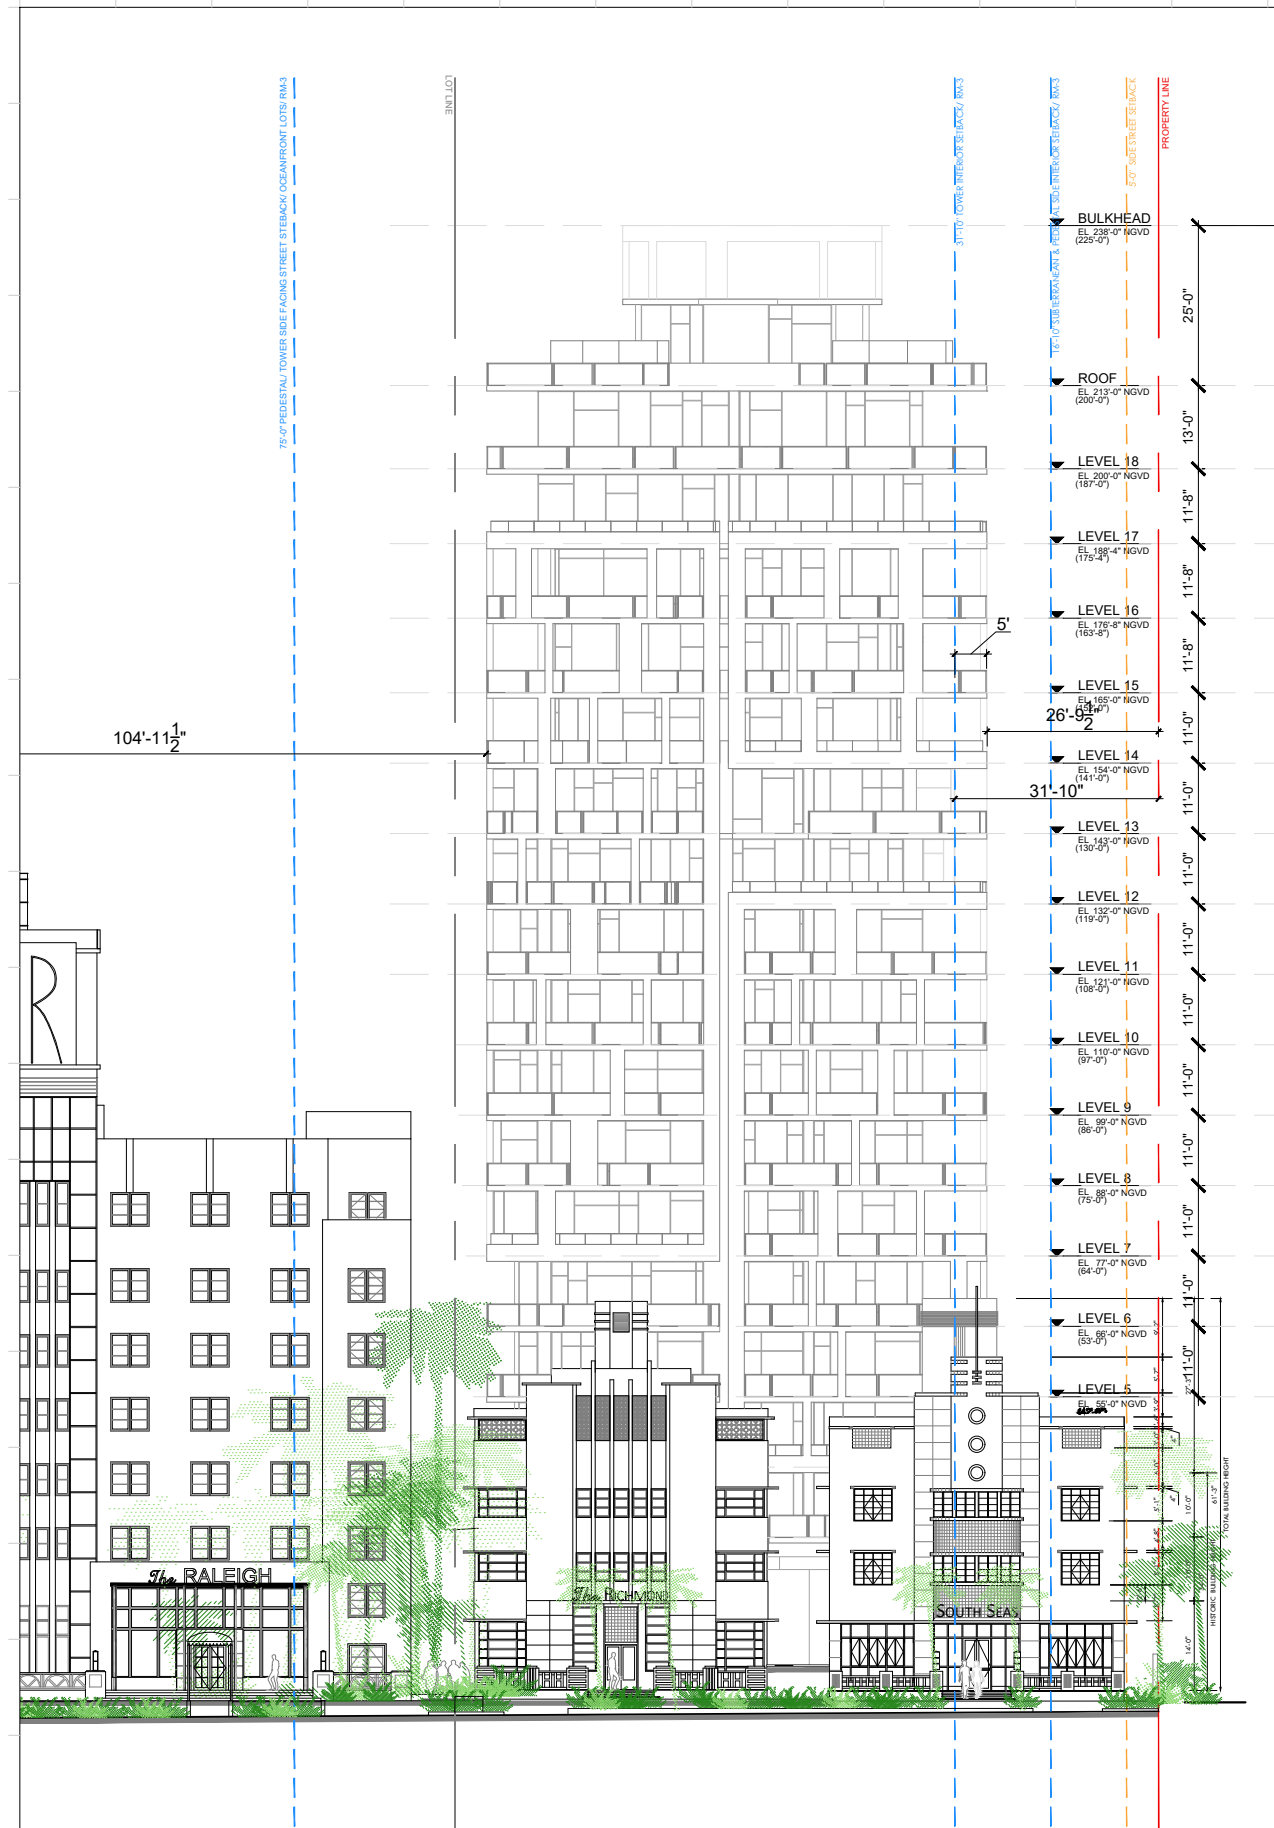 75'-0" PEDESTAL/ TOWER SIDE FACING STREET STEBACK/ OCEANFRONT LOTS/ RM-3
LOT LINE
31'-10" TOWER INTERIOR SETBACK/ RM-3
16'-10" SUBTERRANEAN & PEDESTAL SIDE INTERIOR SETBACK/ RM-3
5'-0" SIDE STREET SETBACK
PROPERTY LINE
BULKHEAD
EL 238'-0" NGVD
(225'-0")
25'-0"
ROOF
EL 213'-0" NGVD
(200'-0")
13'-0"
LEVEL 18
EL 200'-0" NGVD
(187'-0")
11'-8"
LEVEL 17
EL 188'-4" NGVD
(175'-4")
11'-8"
LEVEL 16
EL 176'-8" NGVD
(163'-8")
5'
11'-8"
LEVEL 15
EL 165'-0" NGVD
26'-9 1/2"
11'-0"
104'-11 1/2"
LEVEL 14
EL 154'-0" NGVD
(141'-0")
31'-10"
11'-0"
LEVEL 13
EL 143'-0" NGVD
(130'-0")
11'-0"
LEVEL 12
EL 132'-0" NGVD
(119'-0")
11'-0"
LEVEL 11
EL 121'-0" NGVD
(108'-0")
11'-0"
LEVEL 10
EL 110'-0" NGVD
(97'-0")
11'-0"
LEVEL 9
EL 99'-0" NGVD
(86'-0")
11'-0"
LEVEL 8
EL 88'-0" NGVD
(75'-0")
11'-0"
LEVEL 7
EL 77'-0" NGVD
(64'-0")
11'-0"
LEVEL 6
EL 66'-0" NGVD
(53'-0")
11'-0"
LEVEL 5
EL 55'-0" NGVD
R
The RALEIGH
The RICHMOND
SOUTH SEAS
10'-0"
14'-0"
61'-3"
TOTAL BUILDING HEIGHT
HISTORIC BUILDING HEIGHT